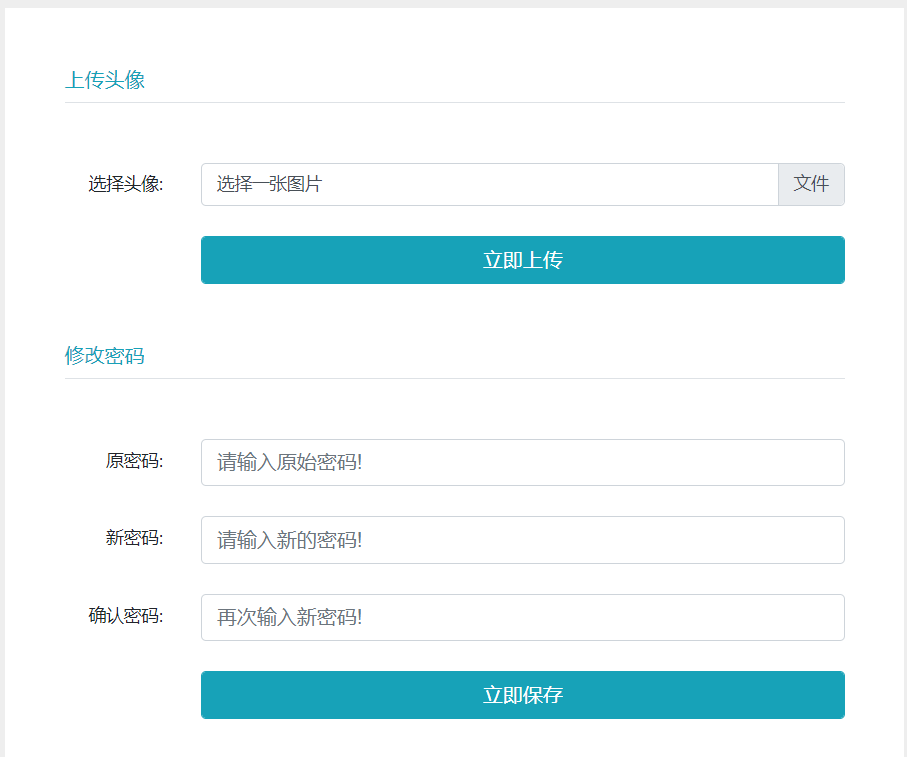 上传头像
选择头像: 选择一张图片 文件
立即上传
修改密码
原密码: 请输入原始密码!
新密码: 请输入新的密码!
确认密码: 再次输入新密码!
立即保存